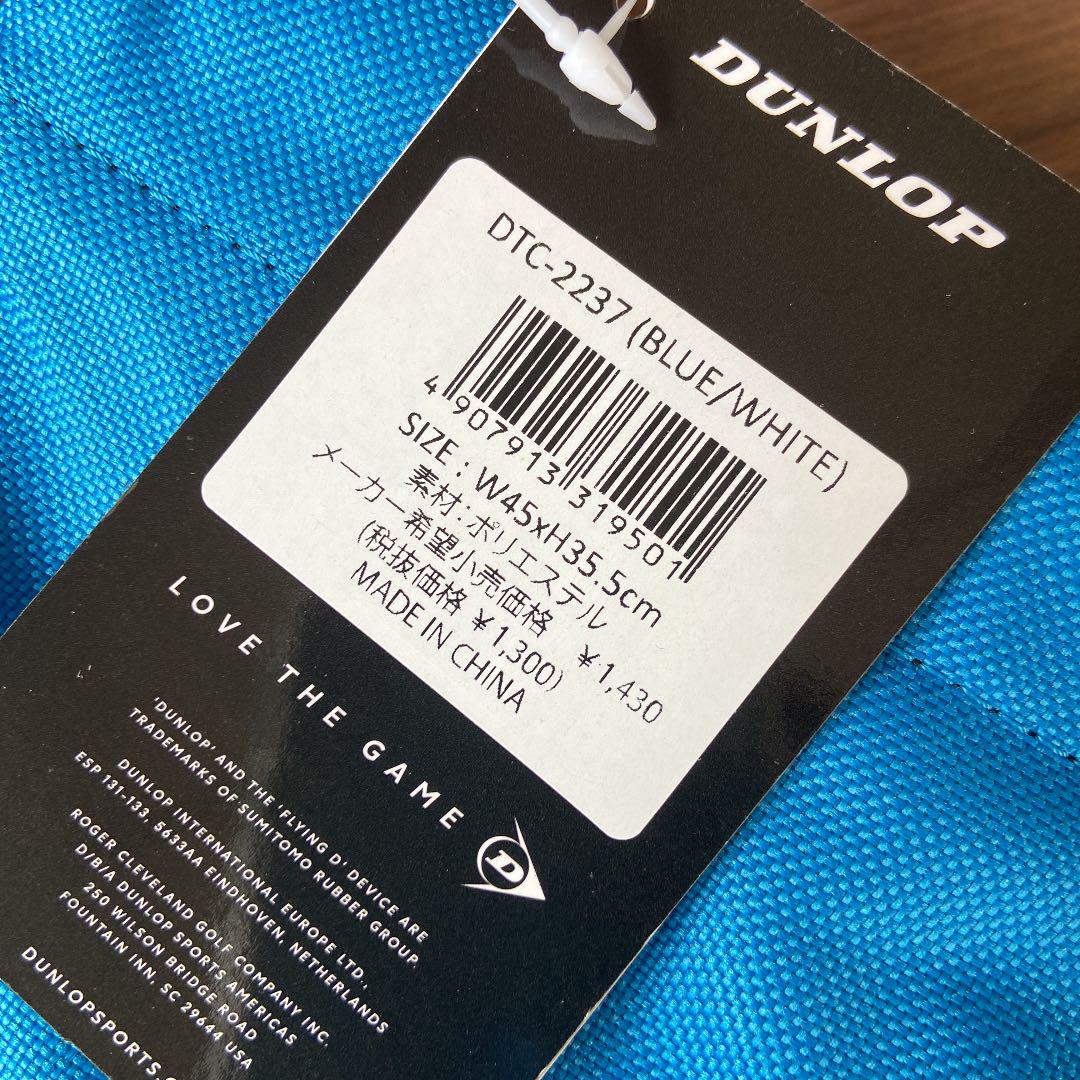 DUNLOP
DTC-2237 (BLUE/WHITE)
4 907913 319501
SIZE : W45xH35.5cm
素材：ポリエステル
メーカー希望小売価格 ¥1,430
(税抜価格 ¥1,300)
MADE IN CHINA
LOVE THE GAME
D
'DUNLOP' AND THE 'FLYING D' DEVICE ARE
TRADEMARKS OF SUMITOMO RUBBER GROUP.
DUNLOP INTERNATIONAL EUROPE LTD.,
ESP 131-133, 5633AA EINDHOVEN, NETHERLANDS
ROGER CLEVELAND GOLF COMPANY INC.
D/B/A DUNLOP SPORTS AMERICAS
250 WILSON BRIDGE ROAD
FOUNTAIN INN, SC 29644 USA
DUNLOPSPORTS.